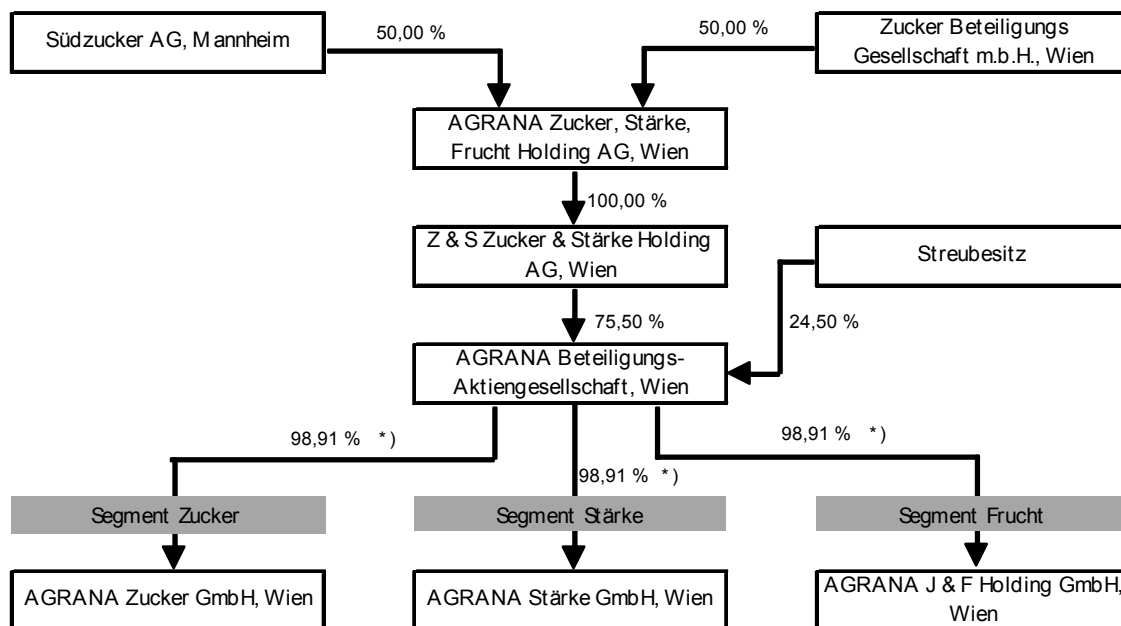 Südzucker AG, Mannheim
50,00 %
50,00 %
Zucker Beteiligungs
Gesellschaft m.b.H., Wien
AGRANA Zucker, Stärke,
Frucht Holding AG, Wien
100,00 %
Z & S Zucker & Stärke Holding
AG, Wien
Streubesitz
75,50 %
24,50 %
AGRANA Beteiligungs-
Aktiengesellschaft, Wien
98,91 % *)
98,91 % *)
98,91 % *)
Segment Zucker
Segment Stärke
Segment Frucht
AGRANA Zucker GmbH, Wien
AGRANA Stärke GmbH, Wien
AGRANA J & F Holding GmbH,
Wien